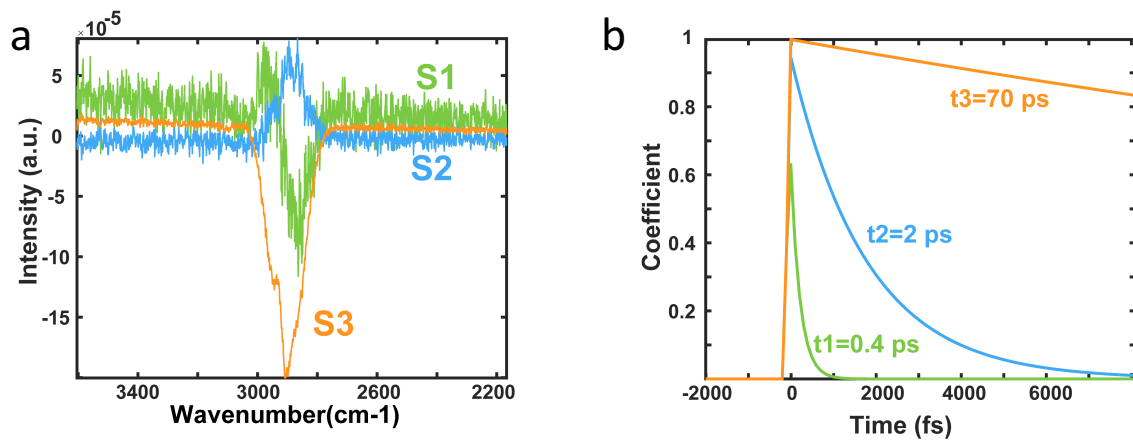 a
×10-5
5
0
-5
-10
-15
S1
S2
S3
3400
3000
2600
2200
Intensity (a.u.)
Wavenumber(cm-1)
b
1
0.8
0.6
0.4
0.2
t3=70 ps
t2=2 ps
t1=0.4 ps
-2000
0
2000
4000
6000
Coefficient
Time (fs)